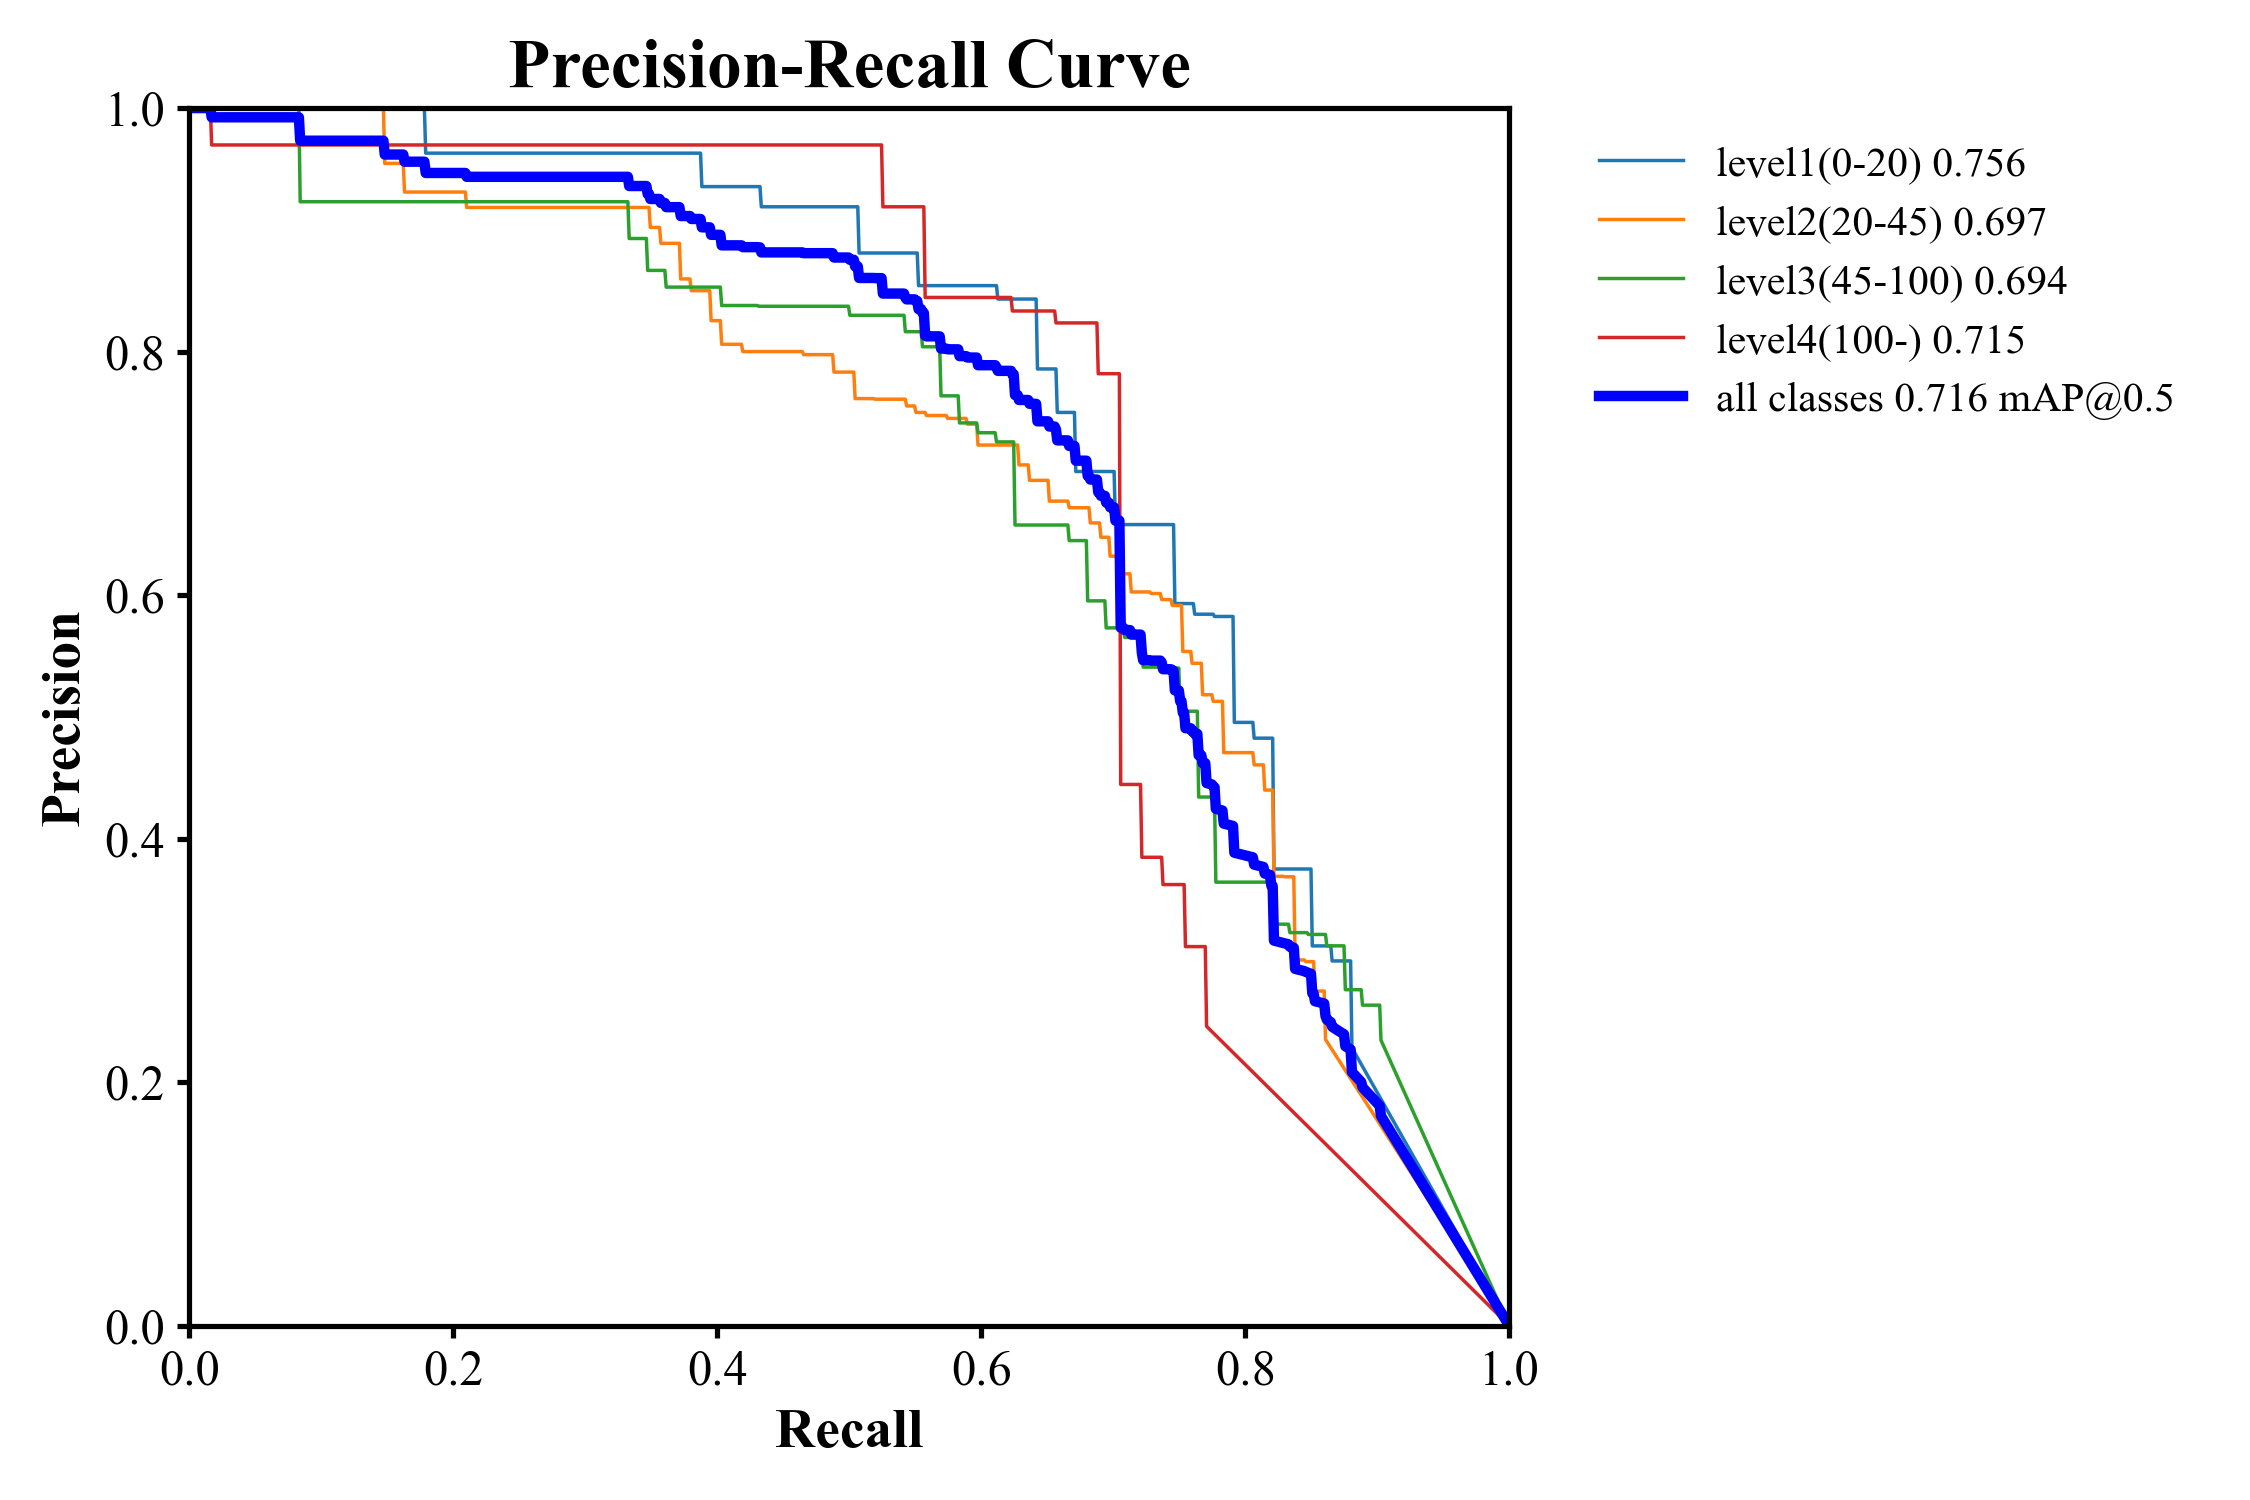 Precision-Recall Curve
1.0
0.8
0.6
0.4
0.2
0.0
Precision
0.0 0.2 0.4 0.6 0.8 1.0
Recall
level1(0-20) 0.756
level2(20-45) 0.697
level3(45-100) 0.694
level4(100-) 0.715
all classes 0.716 mAP@0.5